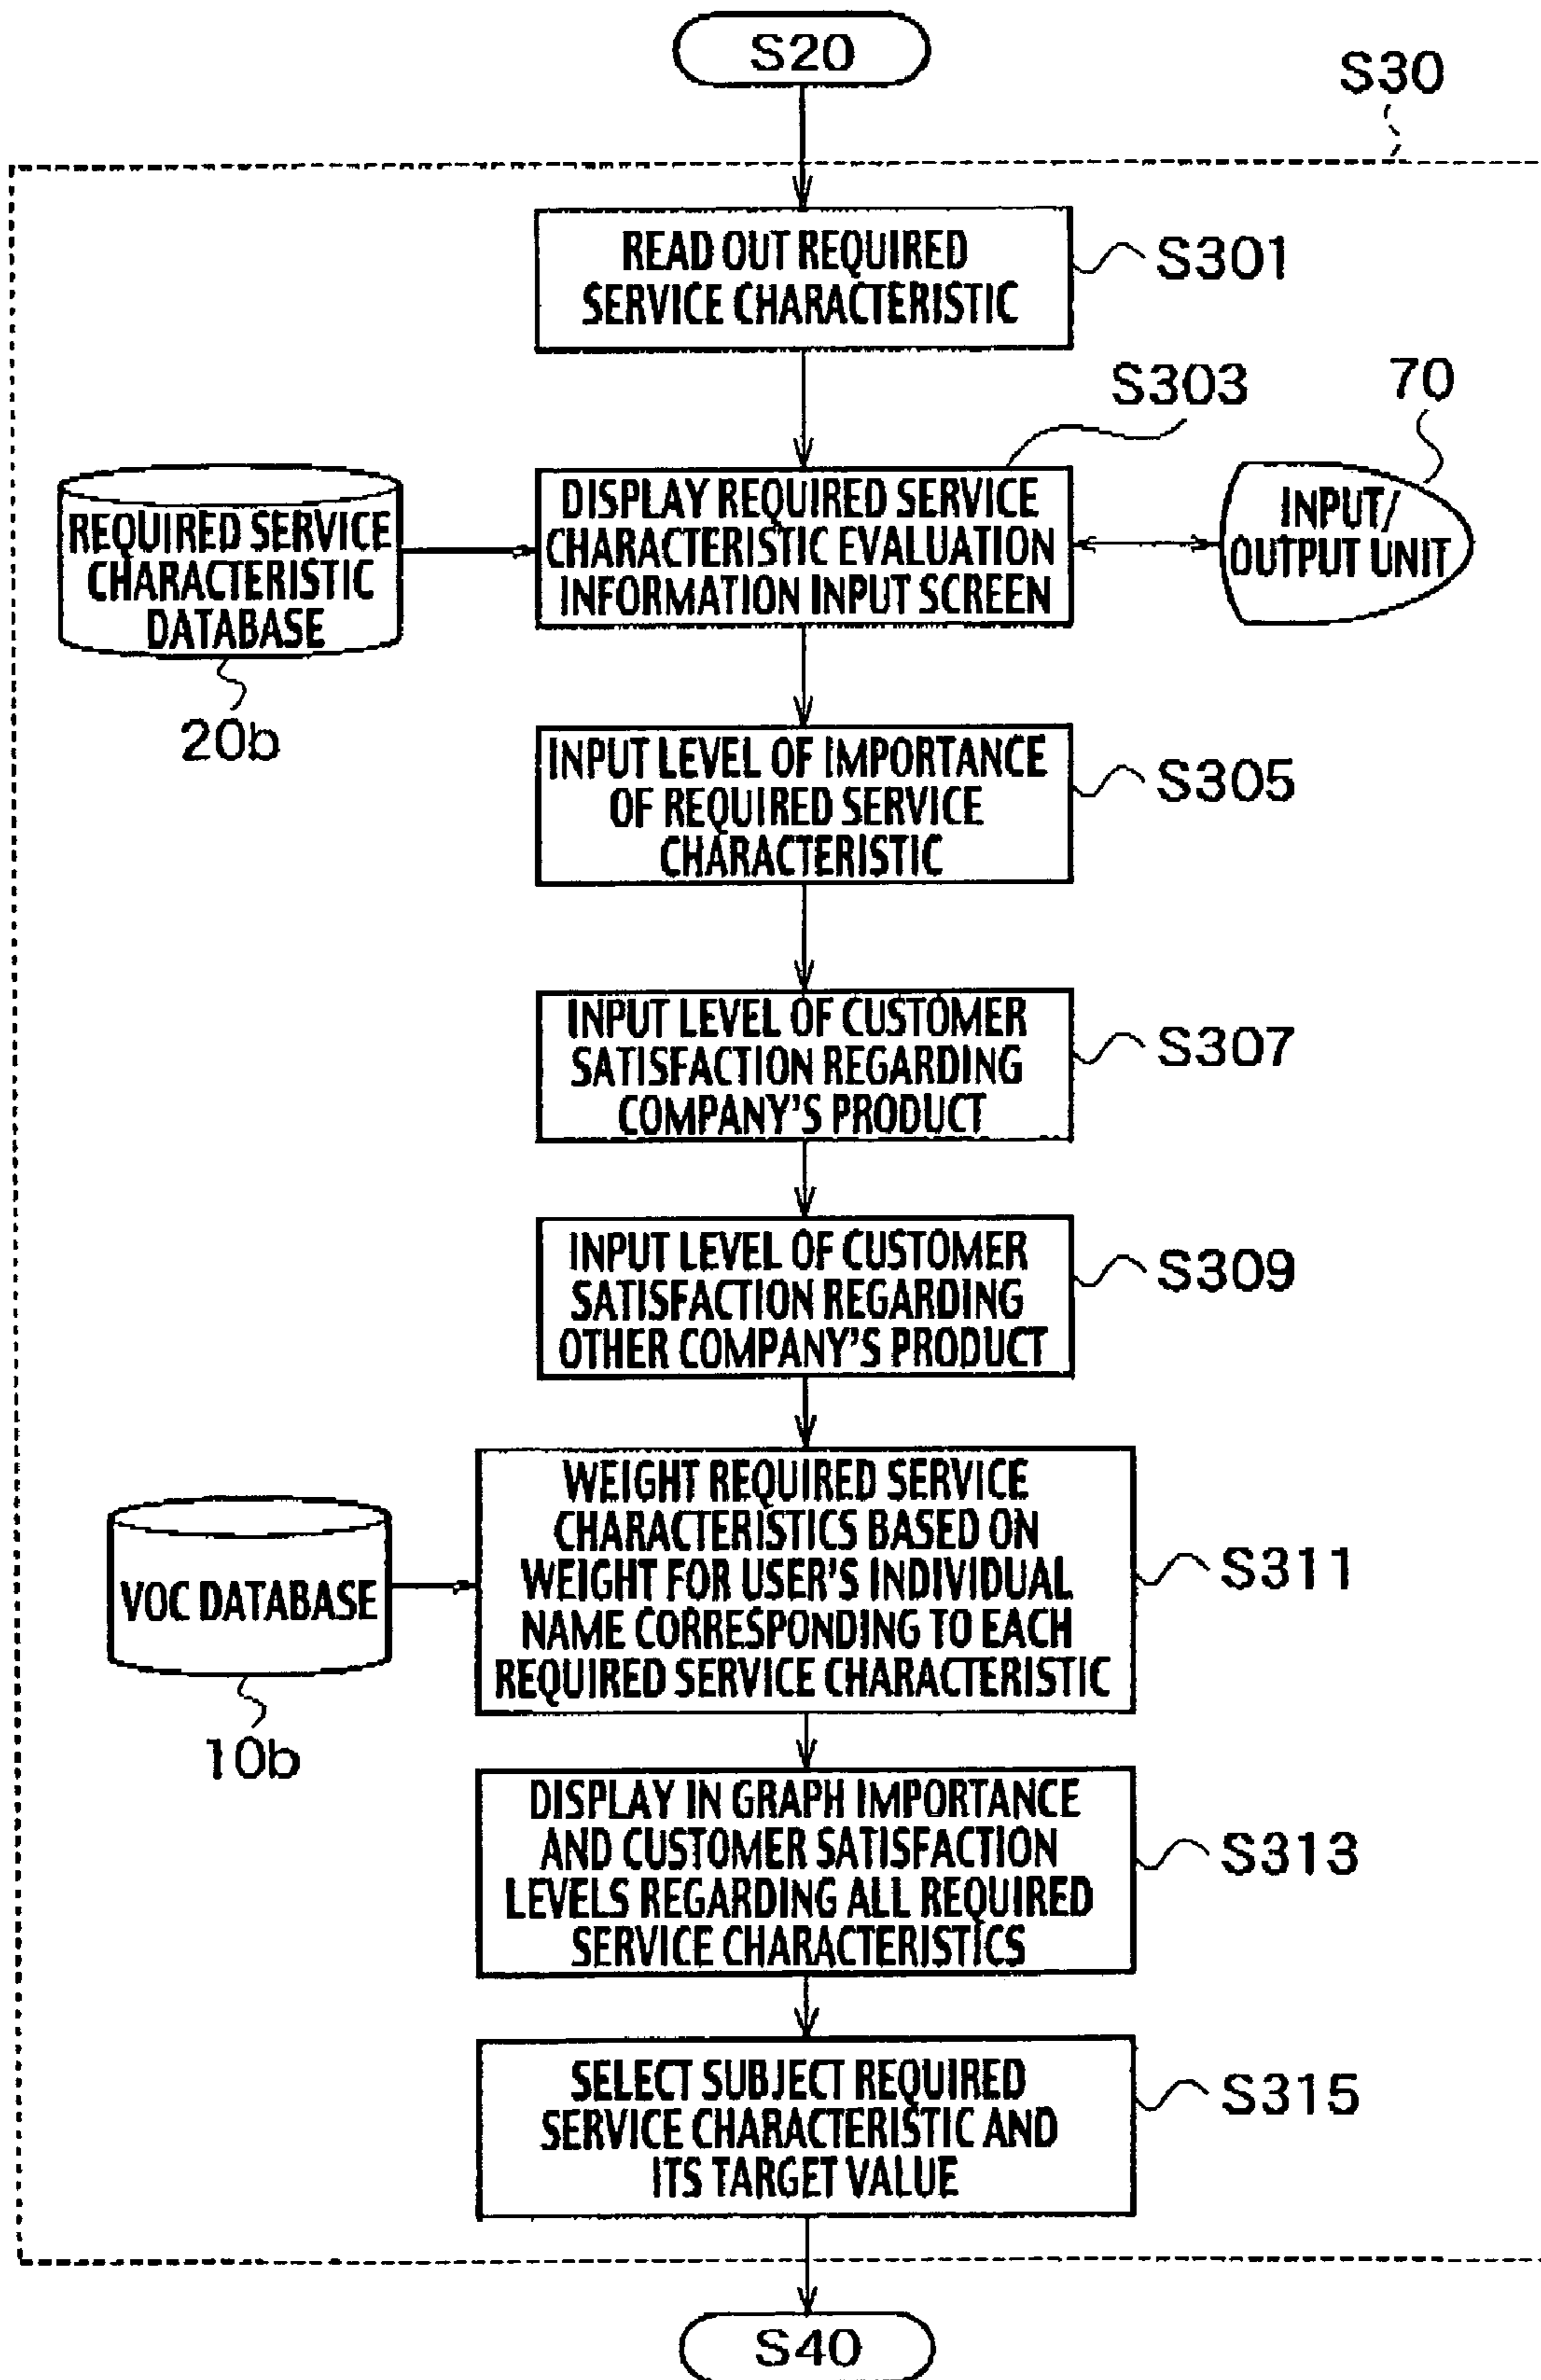 S20
S30
READ OUT REQUIRED
SERVICE CHARACTERISTIC
S301
S303
70
REQUIRED SERVICE
CHARACTERISTIC
DATABASE
20b
DISPLAY REQUIRED SERVICE
CHARACTERISTIC EVALUATION
INFORMATION INPUT SCREEN
INPUT/
OUTPUT UNIT
INPUT LEVEL OF IMPORTANCE
OF REQUIRED SERVICE
CHARACTERISTIC
S305
INPUT LEVEL OF CUSTOMER
SATISFACTION REGARDING
COMPANY'S PRODUCT
S307
INPUT LEVEL OF CUSTOMER
SATISFACTION REGARDING
OTHER COMPANY'S PRODUCT
S309
VOC DATABASE
10b
WEIGHT REQUIRED SERVICE
CHARACTERISTICS BASED ON
WEIGHT FOR USER'S INDIVIDUAL
NAME CORRESPONDING TO EACH
REQUIRED SERVICE CHARACTERISTIC
S311
DISPLAY IN GRAPH IMPORTANCE
AND CUSTOMER SATISFACTION
LEVELS REGARDING ALL REQUIRED
SERVICE CHARACTERISTICS
S313
SELECT SUBJECT REQUIRED
SERVICE CHARACTERISTIC AND
ITS TARGET VALUE
S315
S40